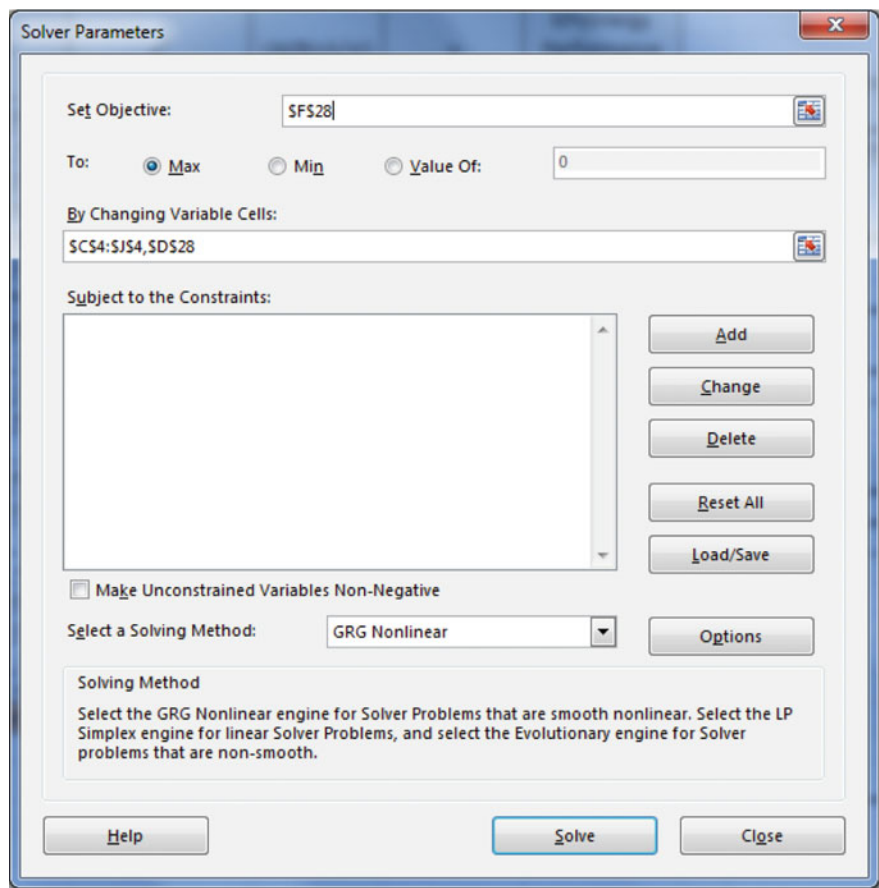 Solver Parameters
Set Objective:
$F$28
To:
Max
Min
Value Of:
0
By Changing Variable Cells:
$C$4:$J$4,$D$28
Subject to the Constraints:
Add
Change
Delete
Reset All
Load/Save
Make Unconstrained Variables Non-Negative
Select a Solving Method:
GRG Nonlinear
Options
Solving Method
Select the GRG Nonlinear engine for Solver Problems that are smooth nonlinear. Select the LP
Simplex engine for linear Solver Problems, and select the Evolutionary engine for Solver
problems that are non-smooth.
Help
Solve
Close